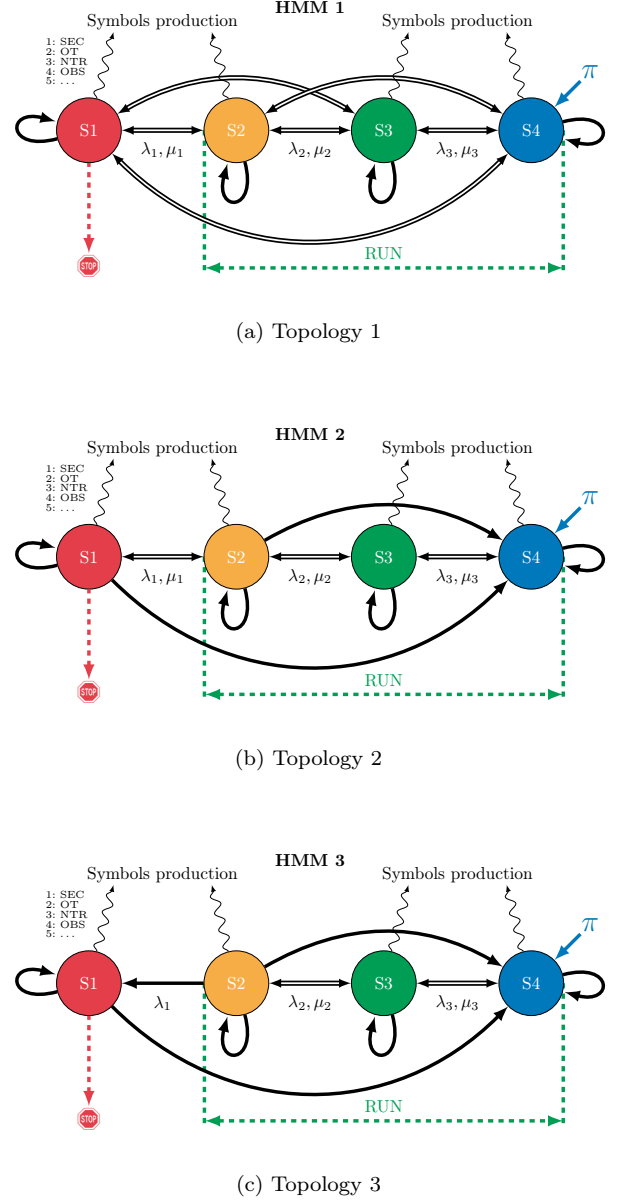 HMM 1
Symbols production Symbols production
1: SEC
2: OT
3: NTR
4: OBS
5: ...
π
S1 S2 S3 S4
λ₁, μ₁ λ₂, μ₂ λ₃, μ₃
RUN
STOP
(a) Topology 1
HMM 2
Symbols production Symbols production
1: SEC
2: OT
3: NTR
4: OBS
5: ...
π
S1 S2 S3 S4
λ₁, μ₁ λ₂, μ₂ λ₃, μ₃
RUN
STOP
(b) Topology 2
HMM 3
Symbols production Symbols production
1: SEC
2: OT
3: NTR
4: OBS
5: ...
π
S1 S2 S3 S4
λ₁ λ₂, μ₂ λ₃, μ₃
RUN
STOP
(c) Topology 3